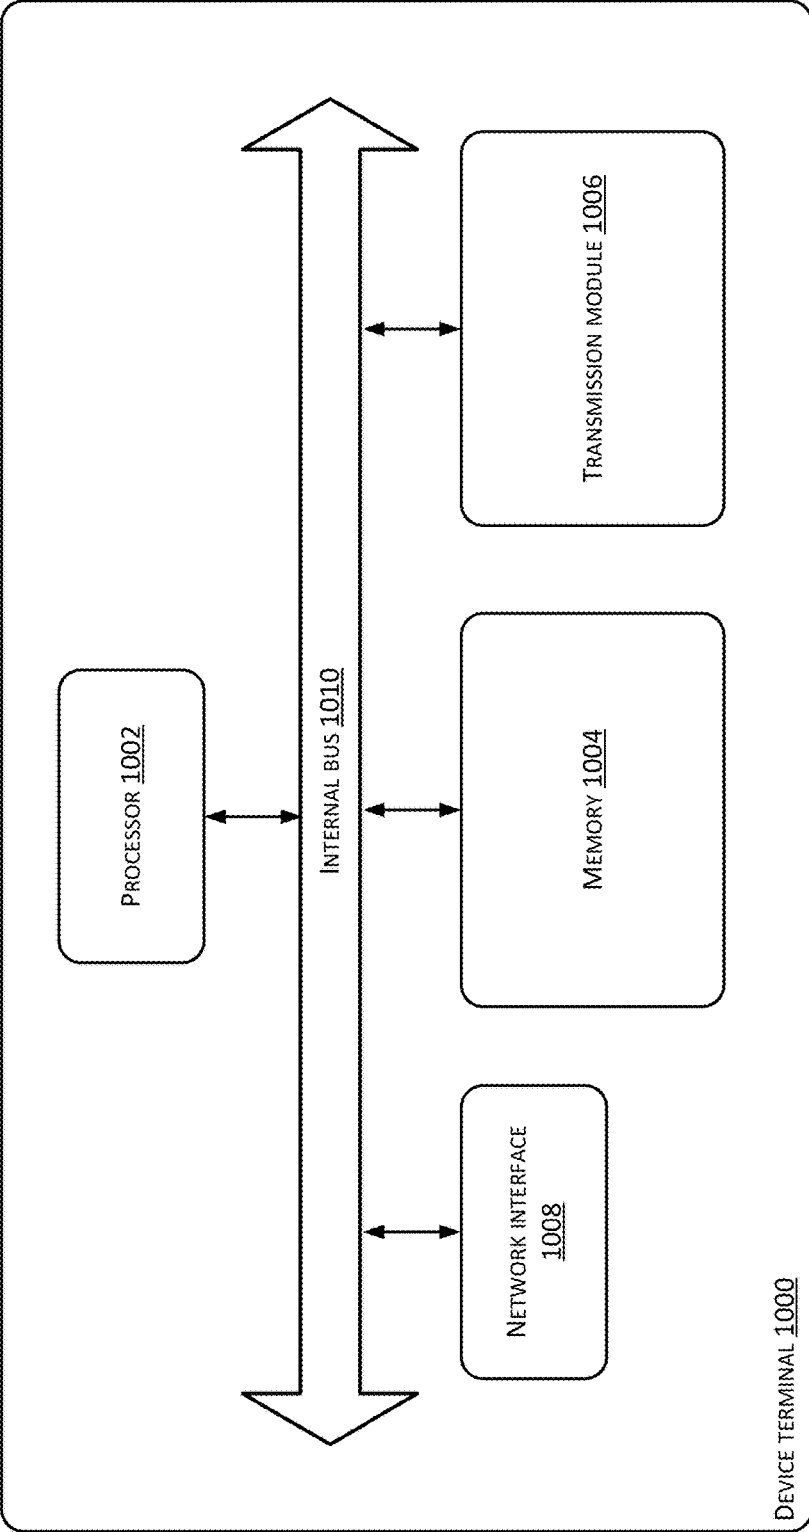 Processor 1002
Internal bus 1010
Network interface
1008
Memory 1004
Transmission module 1006
Device terminal 1000